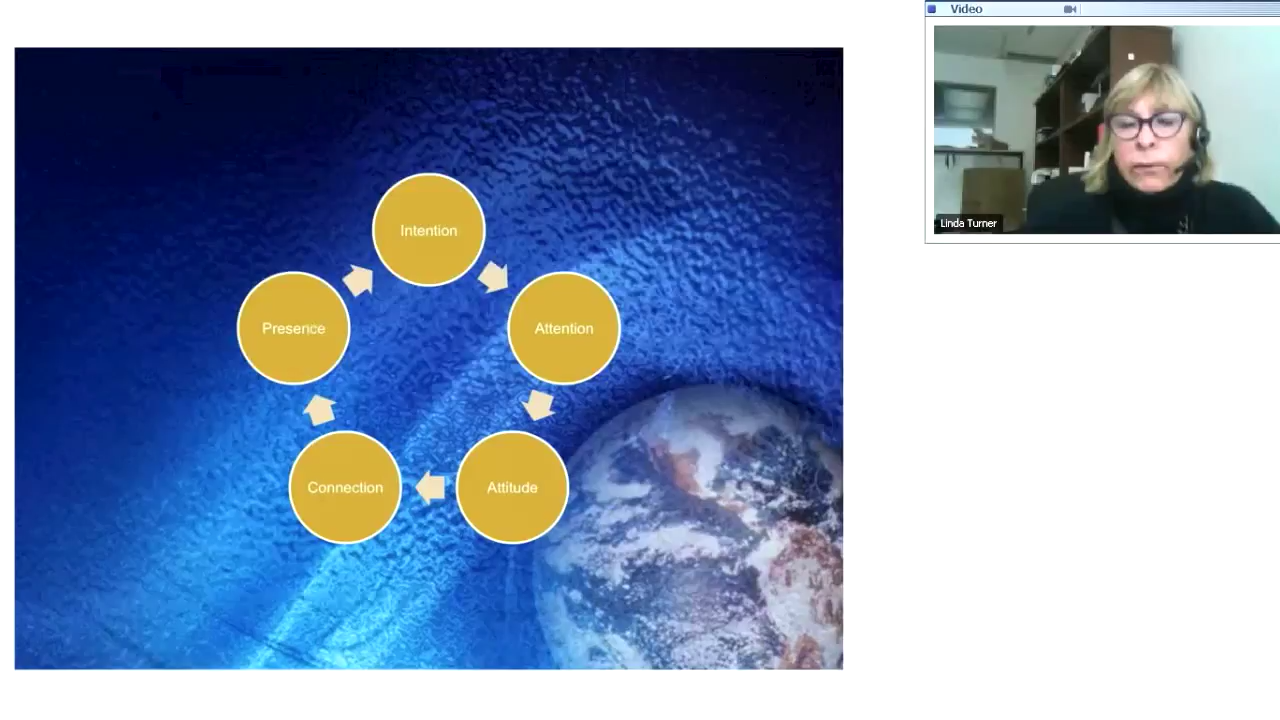 Video
Linda Turner
Intention
Attention
Attitude
Connection
Presence